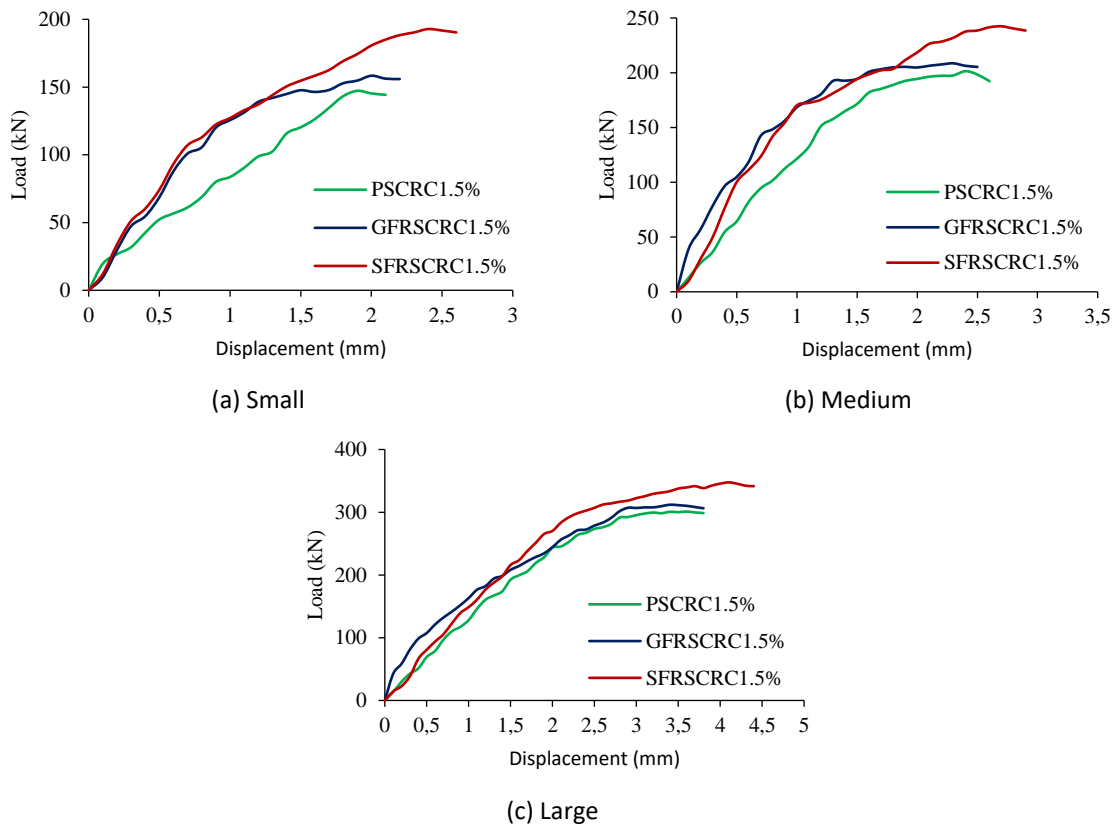 200
150
100
50
0
Load (kN)
PSCRC1.5%
GFRSCRC1.5%
SFRSCRC1.5%
0 0,5 1 1,5 2 2,5 3
Displacement (mm)
(a) Small
250
200
150
100
50
0
Load (kN)
PSCRC1.5%
GFRSCRC1.5%
SFRSCRC1.5%
0 0,5 1 1,5 2 2,5 3 3,5
Displacement (mm)
(b) Medium
400
300
200
100
0
Load (kN)
PSCRC1.5%
GFRSCRC1.5%
SFRSCRC1.5%
0 0,5 1 1,5 2 2,5 3 3,5 4 4,5 5
Displacement (mm)
(c) Large